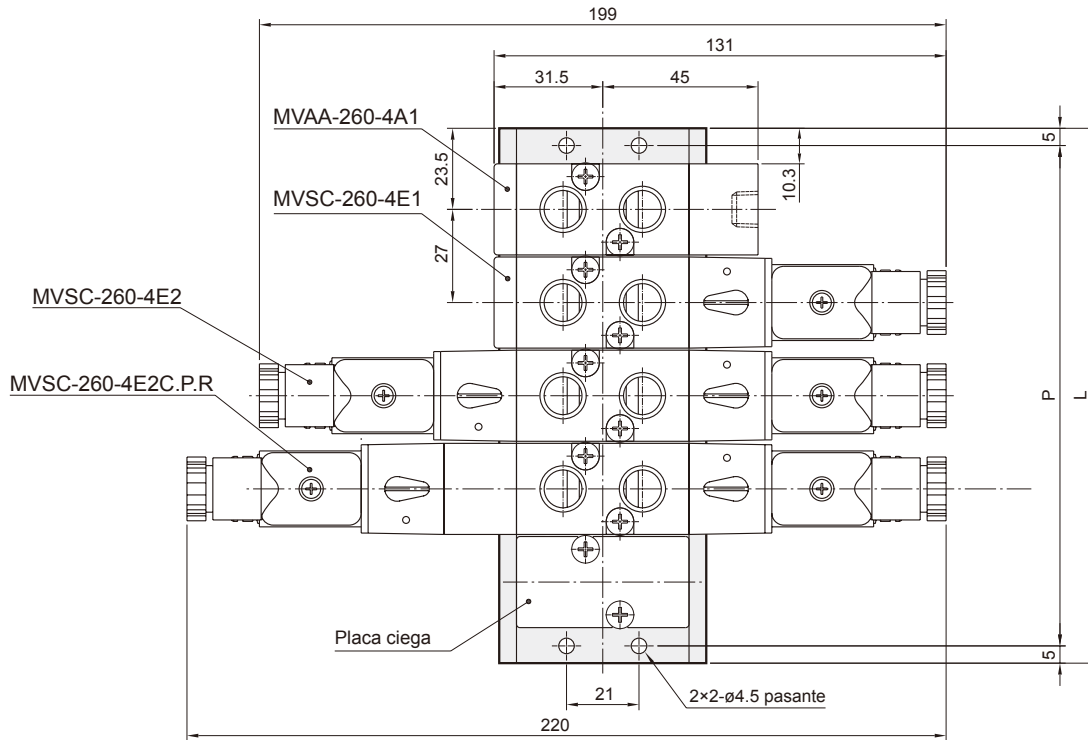 199
131
31.5
45
MVAA-260-4A1
5
23.5
10.3
MVSC-260-4E1
27
MVSC-260-4E2
MVSC-260-4E2C.P.R
P
L
Placa ciega
5
21
2×2-ø4.5 pasante
220